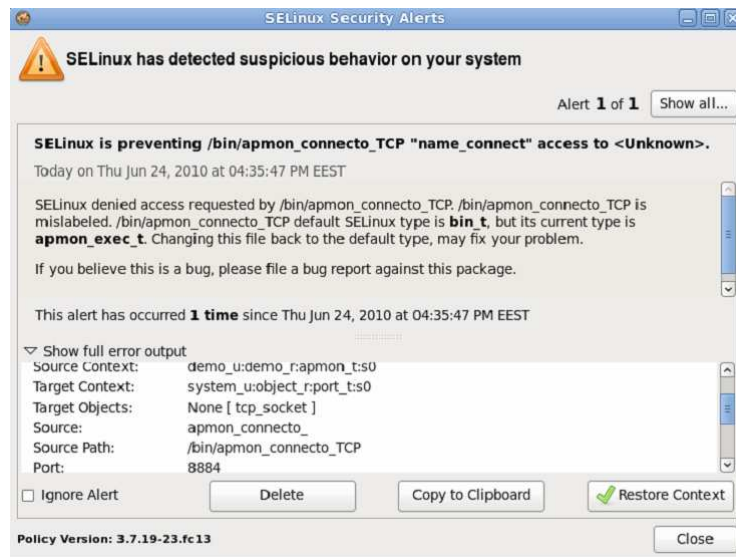 SELinux Security Alerts
SELinux has detected suspicious behavior on your system
Alert 1 of 1 Show all...
SELinux is preventing /bin/apmon_connecto_TCP "name_connect" access to <Unknown>.
Today on Thu Jun 24, 2010 at 04:35:47 PM EEST
SELinux denied access requested by /bin/apmon_connecto_TCP. /bin/apmon_connecto_TCP is
mislabeled. /bin/apmon_connecto_TCP default SELinux type is bin_t, but its current type is
apmon_exec_t. Changing this file back to the default type, may fix your problem.
If you believe this is a bug, please file a bug report against this package.
This alert has occurred 1 time since Thu Jun 24, 2010 at 04:35:47 PM EEST
Show full error output
Source Context: demo_u:demo_r:apmon_t:s0
Target Context: system_u:object_r:port_t:s0
Target Objects: None [ tcp_socket ]
Source: apmon_connecto_
Source Path: /bin/apmon_connecto_TCP
Port: 8884
Ignore Alert Delete Copy to Clipboard Restore Context
Policy Version: 3.7.19-23.fc13 Close